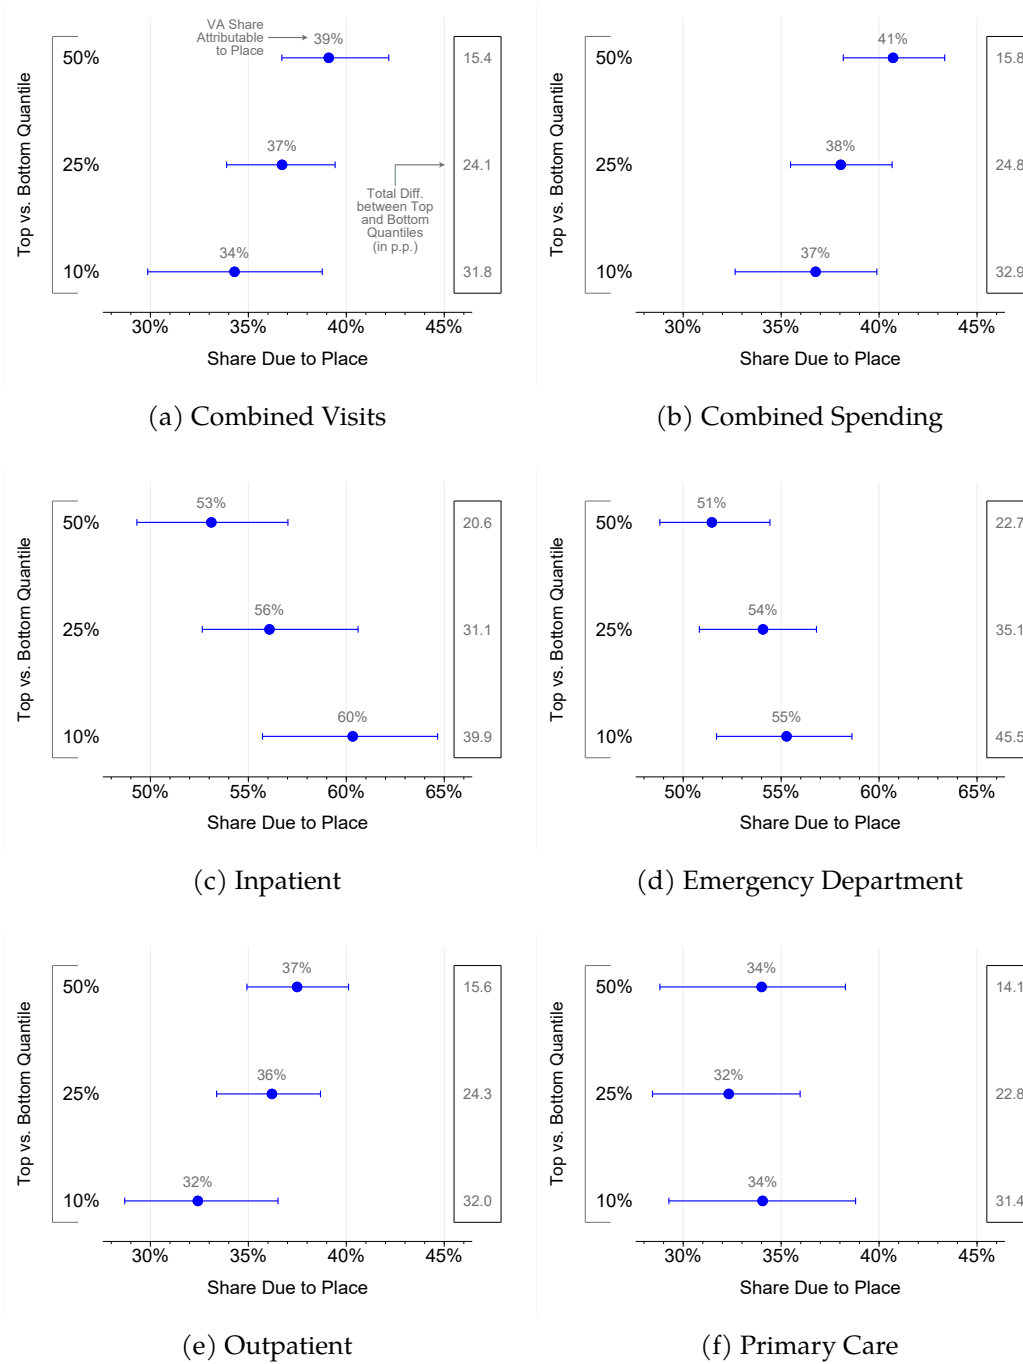 VA Share
Attributable
to Place
39%
50%
15.4
37%
25%
24.1
Total Diff.
between Top
and Bottom
Quantiles
(in p.p.)
34%
10%
31.8
Top vs. Bottom Quantile
30% 35% 40% 45%
Share Due to Place
(a) Combined Visits
41%
50%
15.8
38%
25%
24.8
37%
10%
32.9
Top vs. Bottom Quantile
30% 35% 40% 45%
Share Due to Place
(b) Combined Spending
53%
50%
20.6
56%
25%
31.1
60%
10%
39.9
Top vs. Bottom Quantile
50% 55% 60% 65%
Share Due to Place
(c) Inpatient
51%
50%
22.7
54%
25%
35.1
55%
10%
45.5
Top vs. Bottom Quantile
50% 55% 60% 65%
Share Due to Place
(d) Emergency Department
37%
50%
15.6
36%
25%
24.3
32%
10%
32.0
Top vs. Bottom Quantile
30% 35% 40% 45%
Share Due to Place
(e) Outpatient
34%
50%
14.1
32%
25%
22.8
34%
10%
31.4
Top vs. Bottom Quantile
30% 35% 40% 45%
Share Due to Place
(f) Primary Care